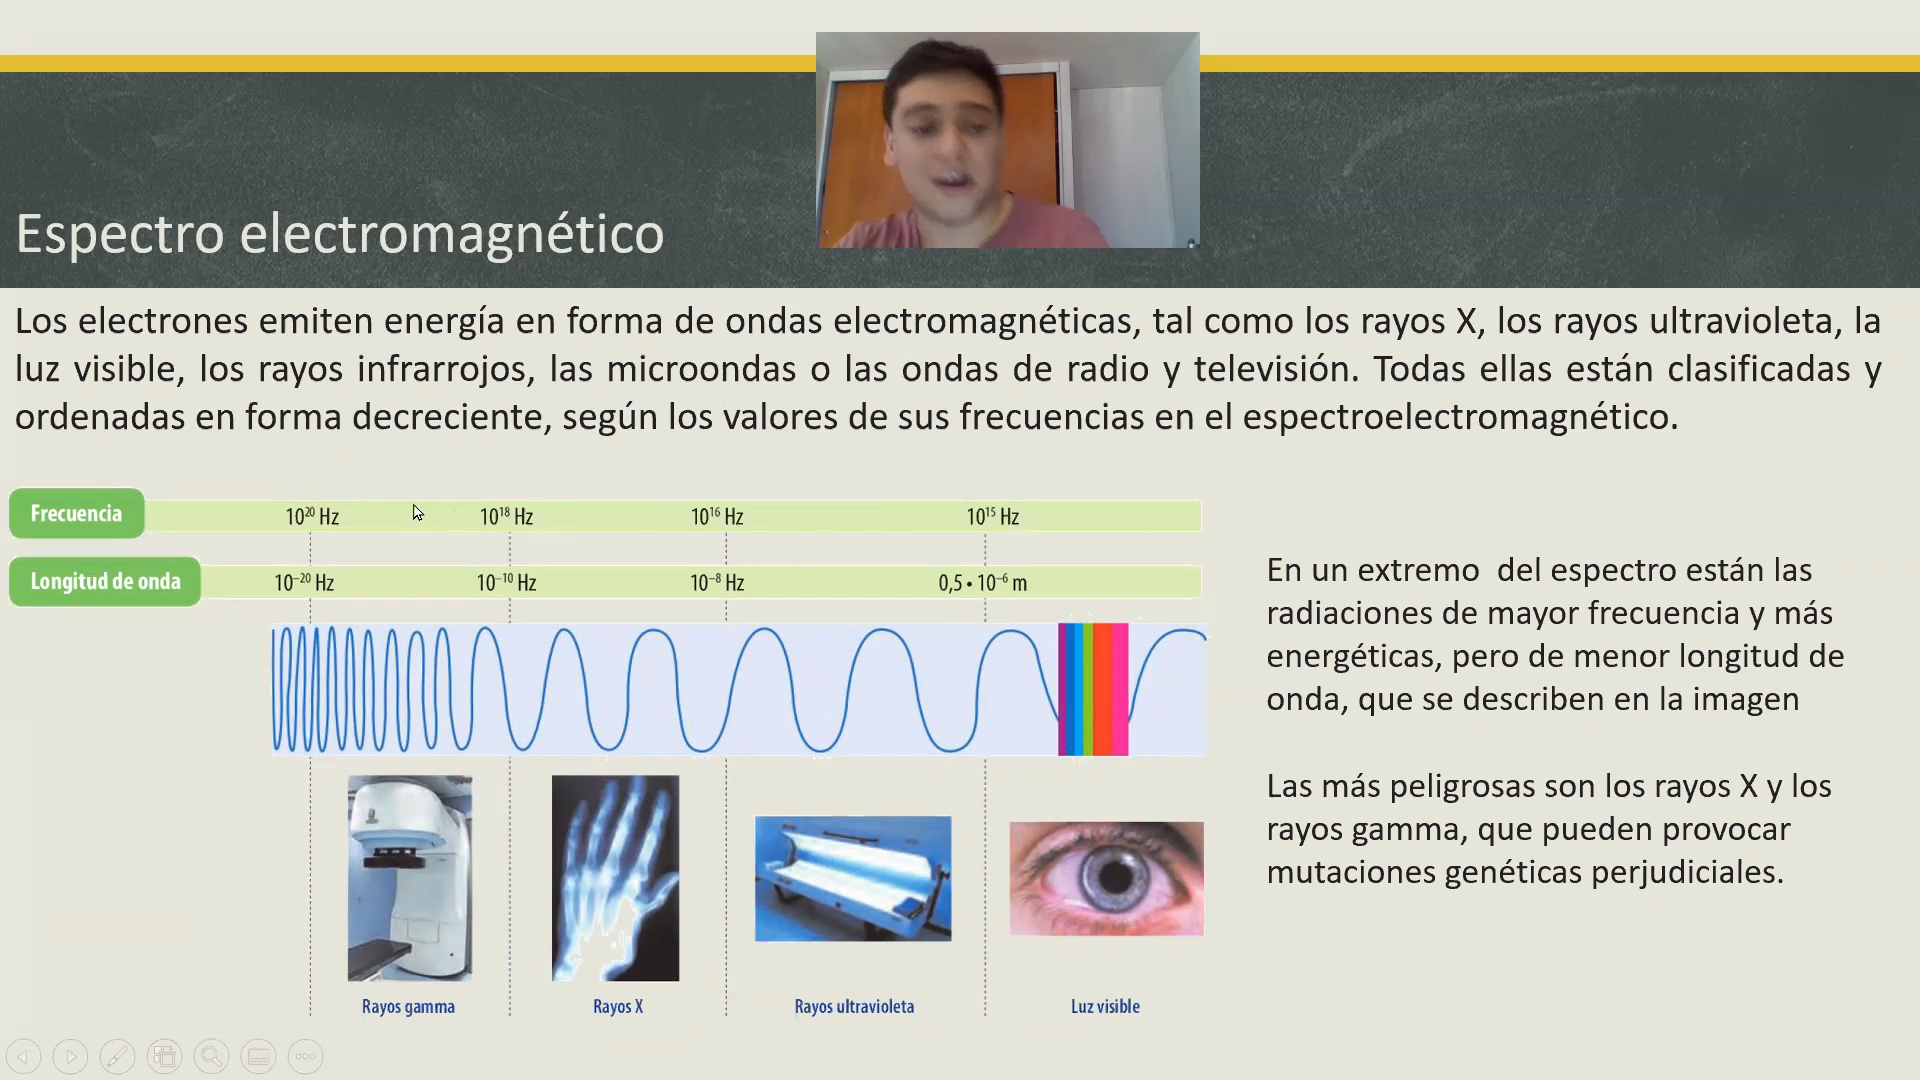 Espectro electromagnético
Los electrones emiten energía en forma de ondas electromagnéticas, tal como los rayos X, los rayos ultravioleta, la
luz visible, los rayos infrarrojos, las microondas o las ondas de radio y televisión. Todas ellas están clasificadas y
ordenadas en forma decreciente, según los valores de sus frecuencias en el espectroelectromagnético.
Frecuencia
10²⁰ Hz
10¹⁸ Hz
10¹⁶ Hz
10¹⁵ Hz
Longitud de onda
10⁻²⁰ Hz
10⁻¹⁰ Hz
10⁻⁸ Hz
0,5 • 10⁻⁶ m
En un extremo del espectro están las
radiaciones de mayor frecuencia y más
energéticas, pero de menor longitud de
onda, que se describen en la imagen
Las más peligrosas son los rayos X y los
rayos gamma, que pueden provocar
mutaciones genéticas perjudiciales.
Rayos gamma
Rayos X
Rayos ultravioleta
Luz visible